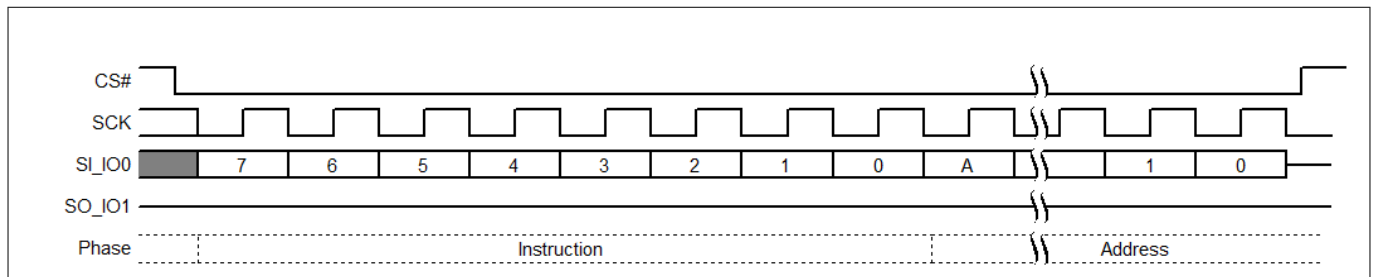 CS#
SCK
SI_IO0 7 6 5 4 3 2 1 0 A 1 0
SO_IO1
Phase Instruction Address